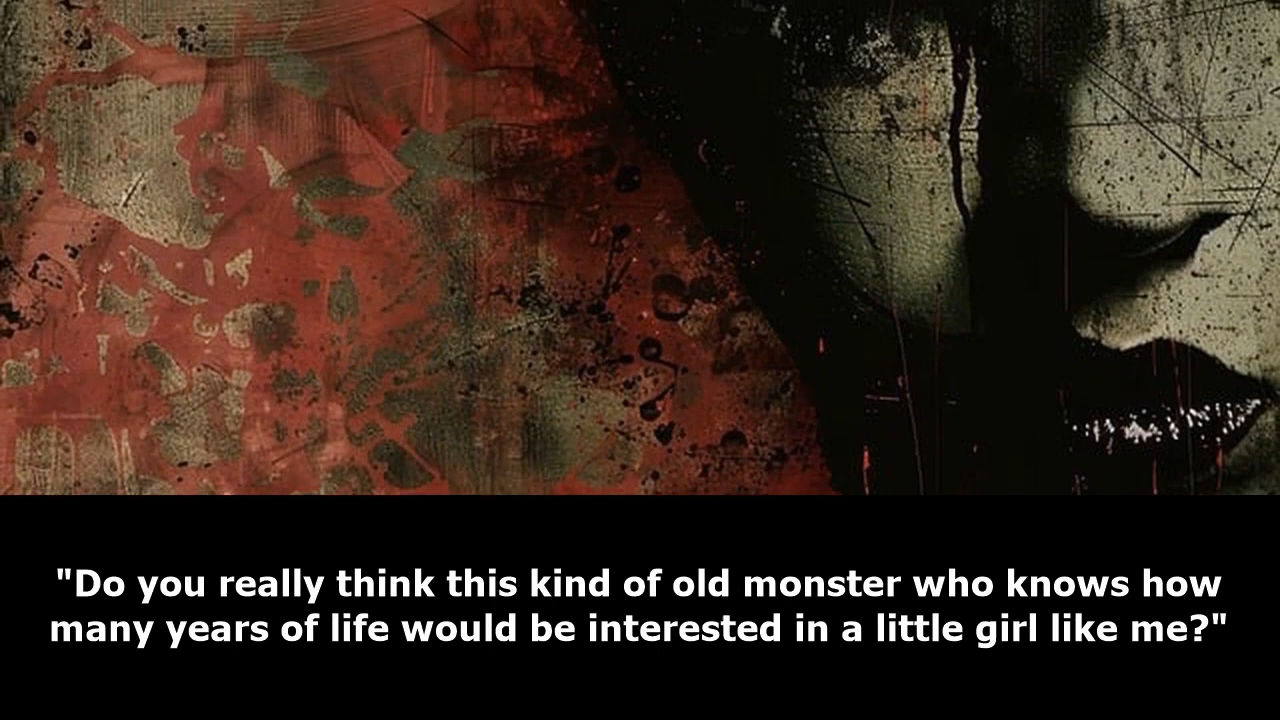 "Do you really think this kind of old monster who knows how
many years of life would be interested in a little girl like me?"